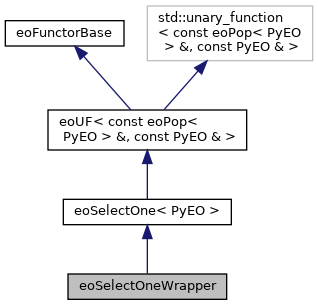 eoFunctorBase
std::unary_function
< const eoPop< PyEO
> &, const PyEO & >
eoUF< const eoPop<
PyEO > &, const PyEO & >
eoSelectOne< PyEO >
eoSelectOneWrapper